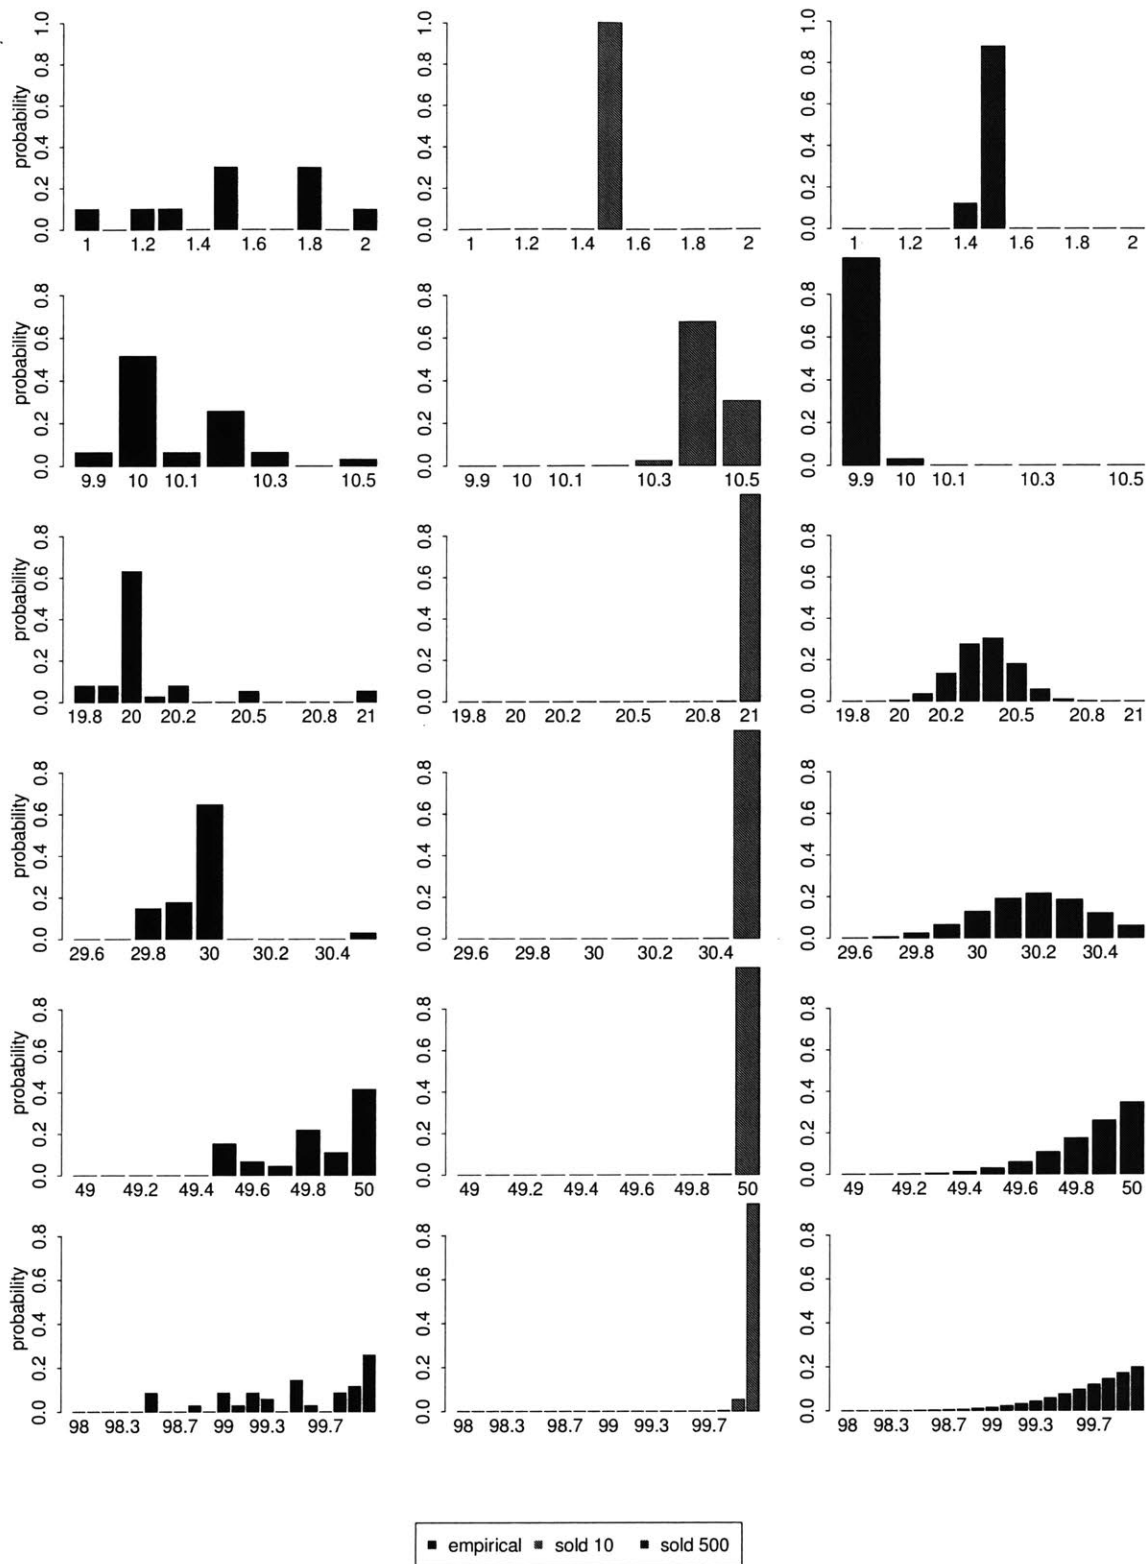 probability 0.0 0.2 0.4 0.6 0.8 1.0 0.0 0.2 0.4 0.6 0.8 1.0 0.0 0.2 0.4 0.6 0.8 1.0
1 1.2 1.4 1.6 1.8 2 1 1.2 1.4 1.6 1.8 2 1 1.2 1.4 1.6 1.8 2
probability 0.0 0.2 0.4 0.6 0.8 0.0 0.2 0.4 0.6 0.8 0.0 0.2 0.4 0.6 0.8
9.9 10 10.1 10.3 10.5 9.9 10 10.1 10.3 10.5 9.9 10 10.1 10.3 10.5
probability 0.0 0.2 0.4 0.6 0.8 0.0 0.2 0.4 0.6 0.8 0.0 0.2 0.4 0.6 0.8
19.8 20 20.2 20.5 20.8 21 19.8 20 20.2 20.5 20.8 21 19.8 20 20.2 20.5 20.8 21
probability 0.0 0.2 0.4 0.6 0.8 0.0 0.2 0.4 0.6 0.8 0.0 0.2 0.4 0.6 0.8
29.6 29.8 30 30.2 30.4 29.6 29.8 30 30.2 30.4 29.6 29.8 30 30.2 30.4
probability 0.0 0.2 0.4 0.6 0.8 0.0 0.2 0.4 0.6 0.8 0.0 0.2 0.4 0.6 0.8
49 49.2 49.4 49.6 49.8 50 49 49.2 49.4 49.6 49.8 50 49 49.2 49.4 49.6 49.8 50
probability 0.0 0.2 0.4 0.6 0.8 0.0 0.2 0.4 0.6 0.8 0.0 0.2 0.4 0.6 0.8
98 98.3 98.7 99 99.3 99.7 98 98.3 98.7 99 99.3 99.7 98 98.3 98.7 99 99.3 99.7
empirical sold 10 sold 500